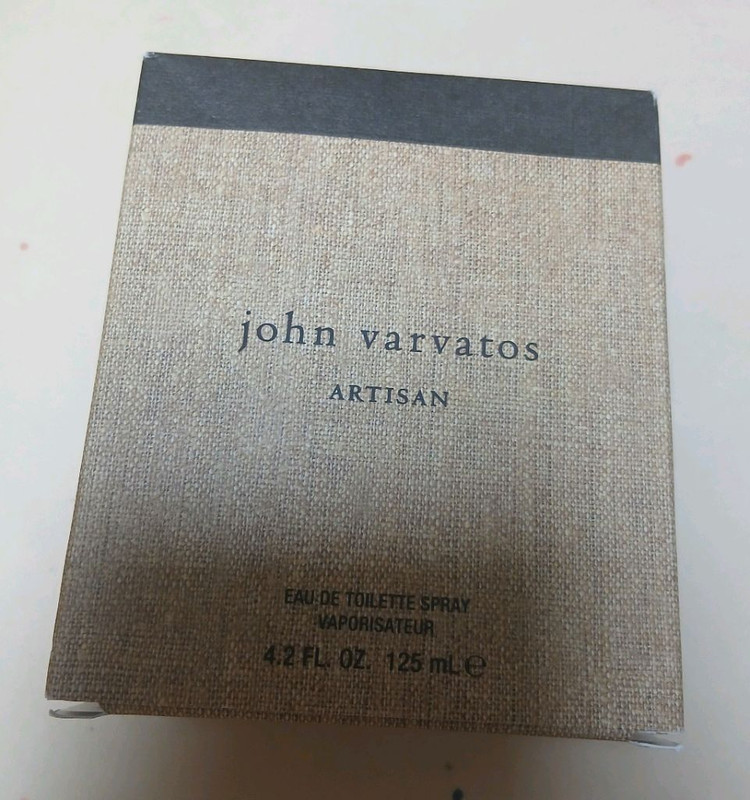 john varvatos
ARTISAN
EAU DE TOILETTE SPRAY
VAPORISATEUR
4.2 FL. OZ. 125 mL ℮